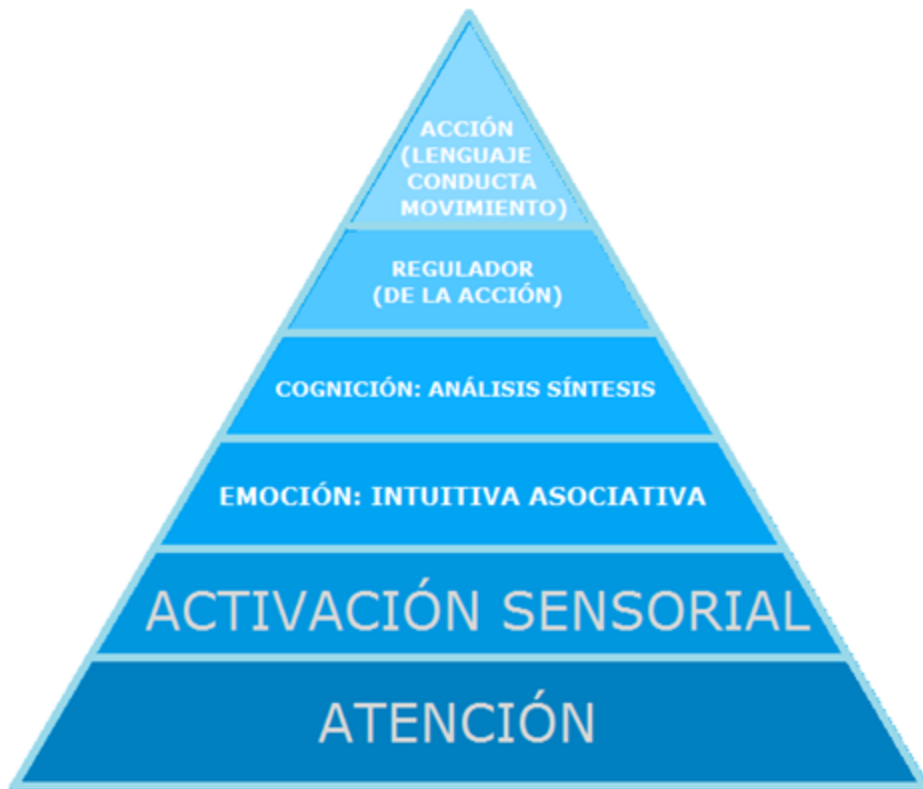 ACCIÓN
(LENGUAJE
CONDUCTA
MOVIMIENTO)
REGULADOR
(DE LA ACCIÓN)
COGNICIÓN: ANÁLISIS SÍNTESIS
EMOCIÓN: INTUITIVA ASOCIATIVA
ACTIVACIÓN SENSORIAL
ATENCIÓN